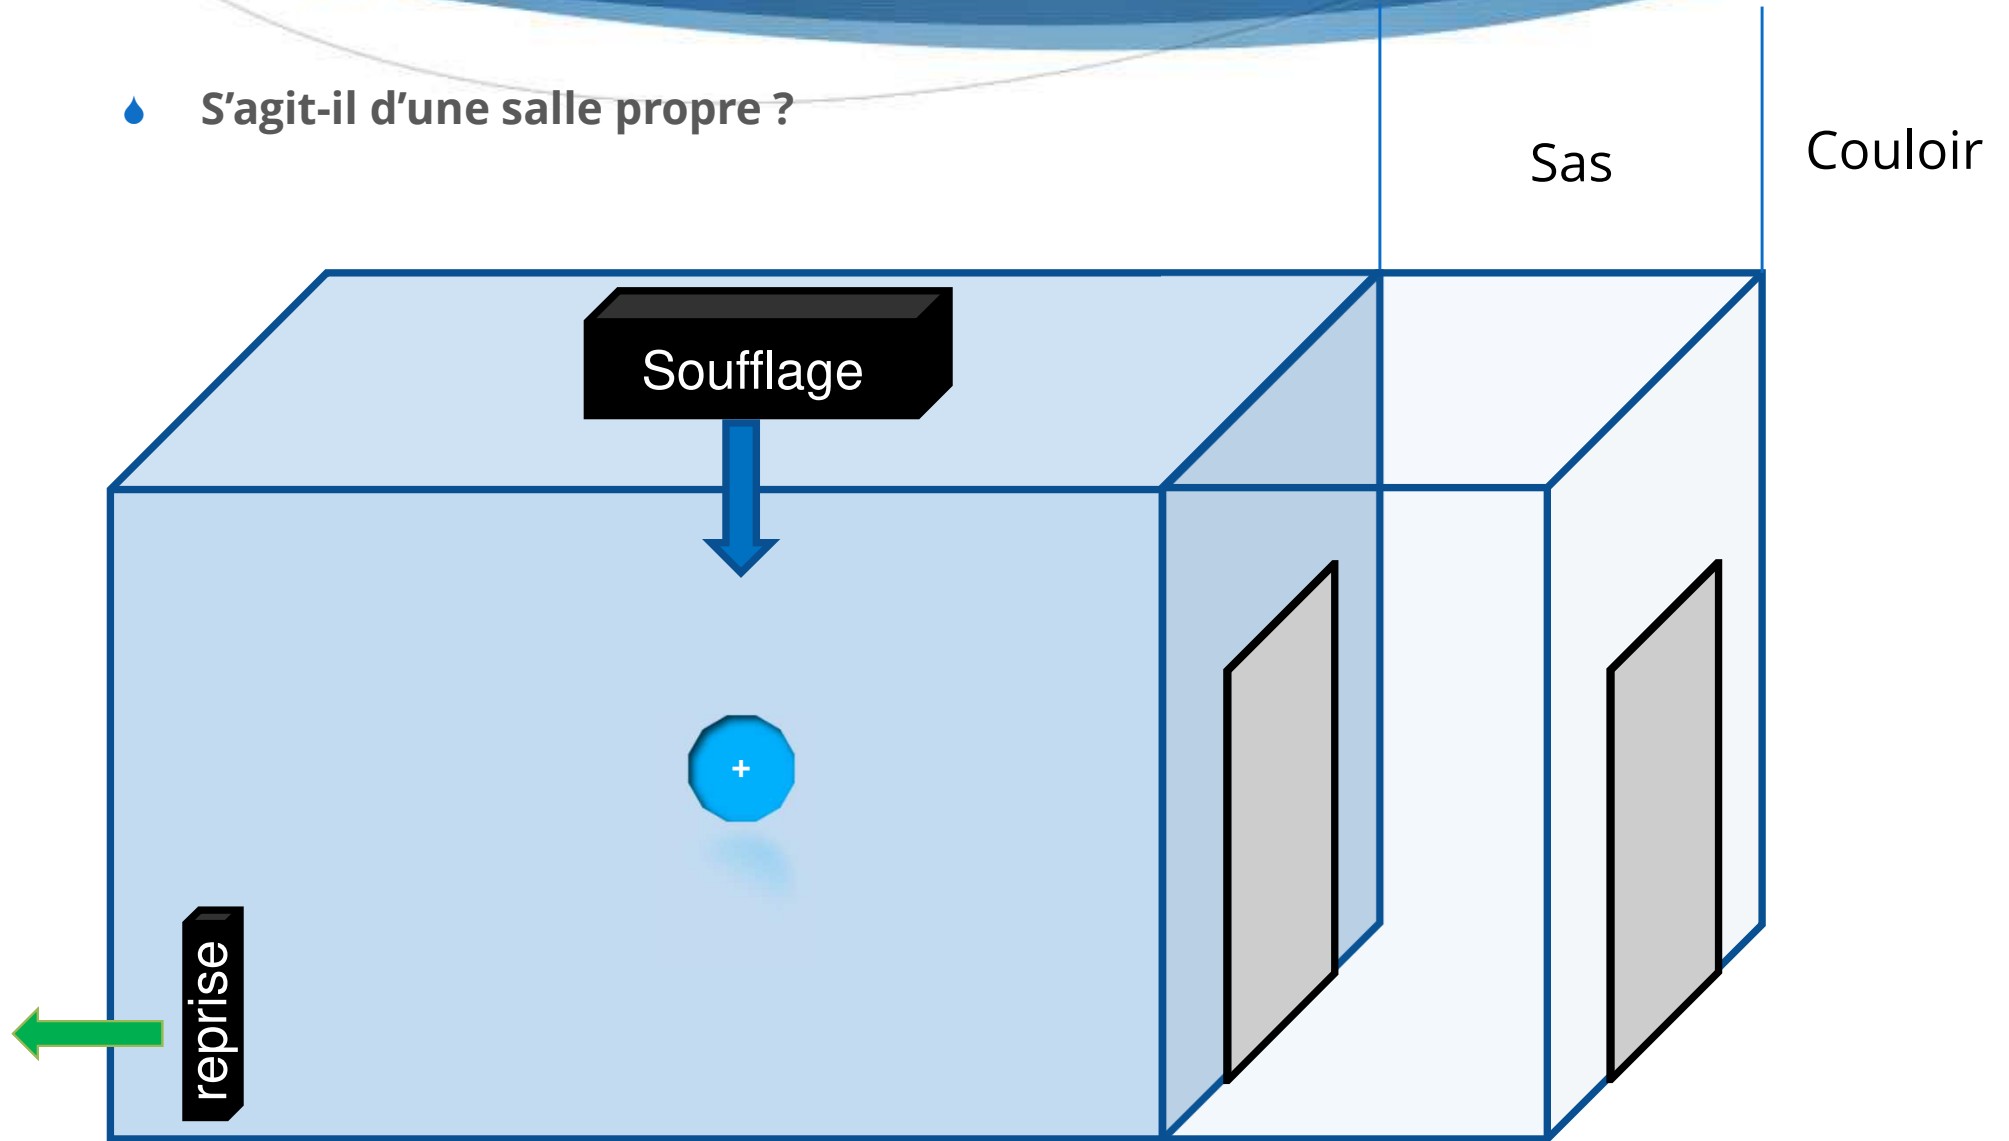 S’agit-il d’une salle propre ?
Sas
Couloir
Soufflage
+
reprise